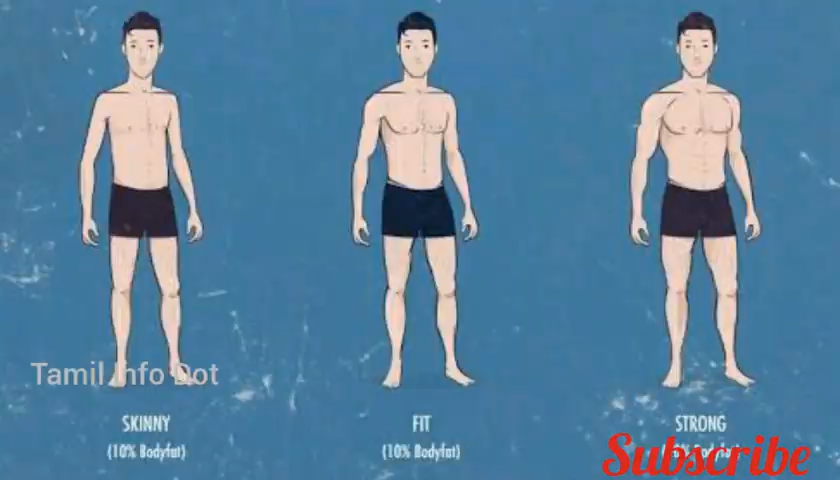 Tamil Info Dot
SKINNY
(10% Bodyfat)
FIT
(10% Bodyfat)
STRONG
Subscribe